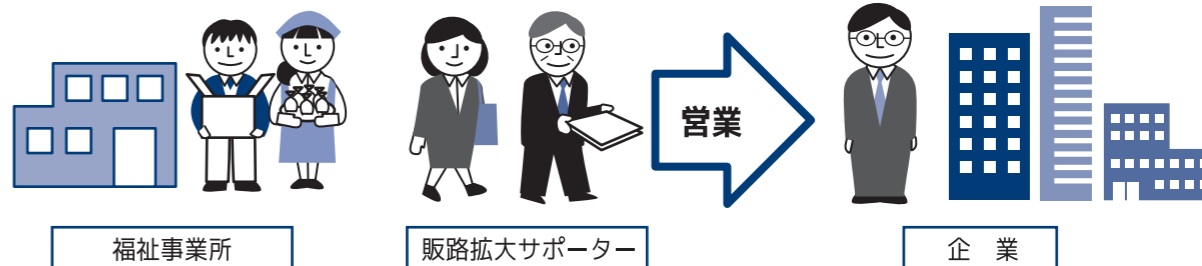 営業
福祉事業所
販路拡大サポーター
企　業